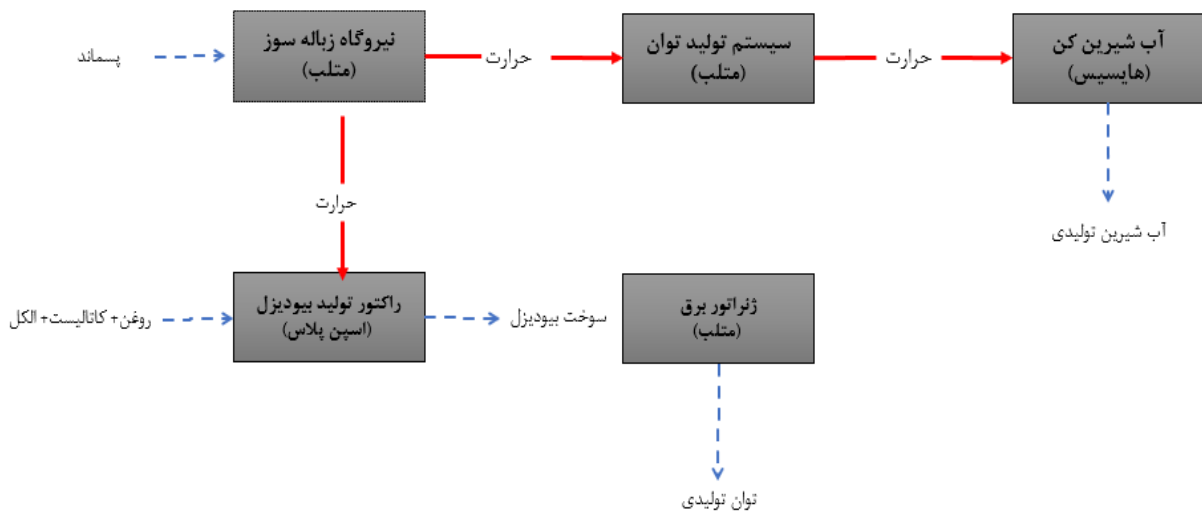 پسماند
نیروگاه زباله سوز
(متلب)
حرارت
سیستم تولید توان
(متلب)
حرارت
آب شیرین کن
(هایسیس)
حرارت
آب شیرین تولیدی
روغن+ کاتالیست+ الکل
راکتور تولید بیودیزل
(اسپن پلاس)
سوخت بیودیزل
ژنراتور برق
(متلب)
توان تولیدی